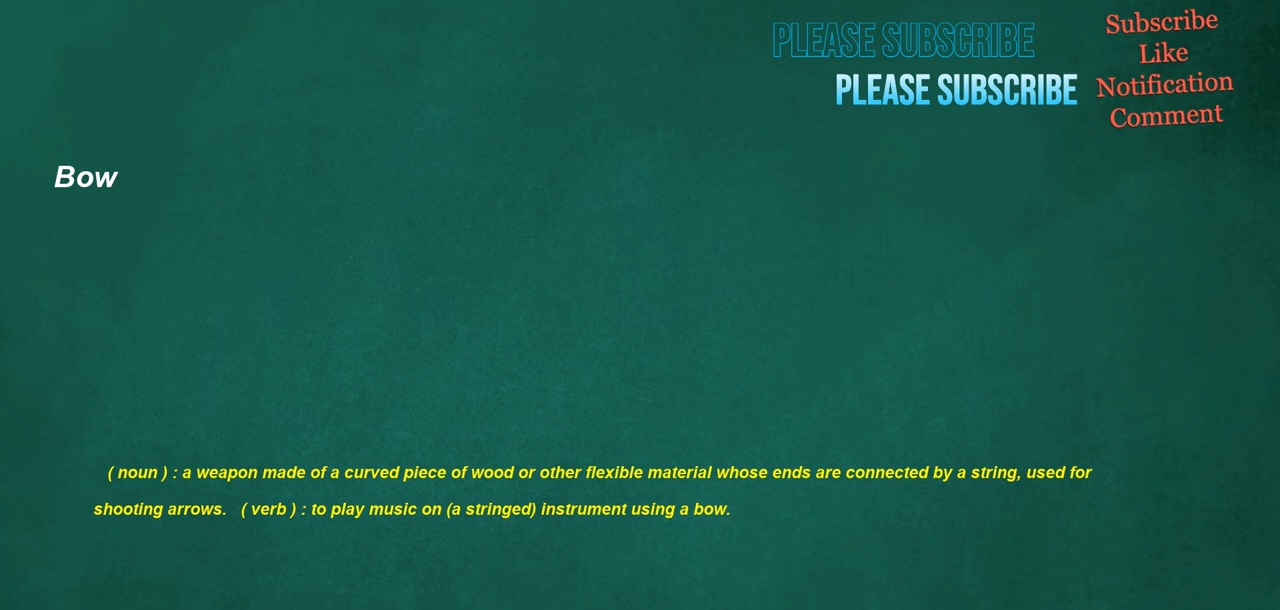 PLEASE SUBSCRIBE
PLEASE SUBSCRIBE
Subscribe
Like
Notification
Comment
Bow
( noun ) : a weapon made of a curved piece of wood or other flexible material whose ends are connected by a string, used for
shooting arrows. ( verb ) : to play music on (a stringed) instrument using a bow.